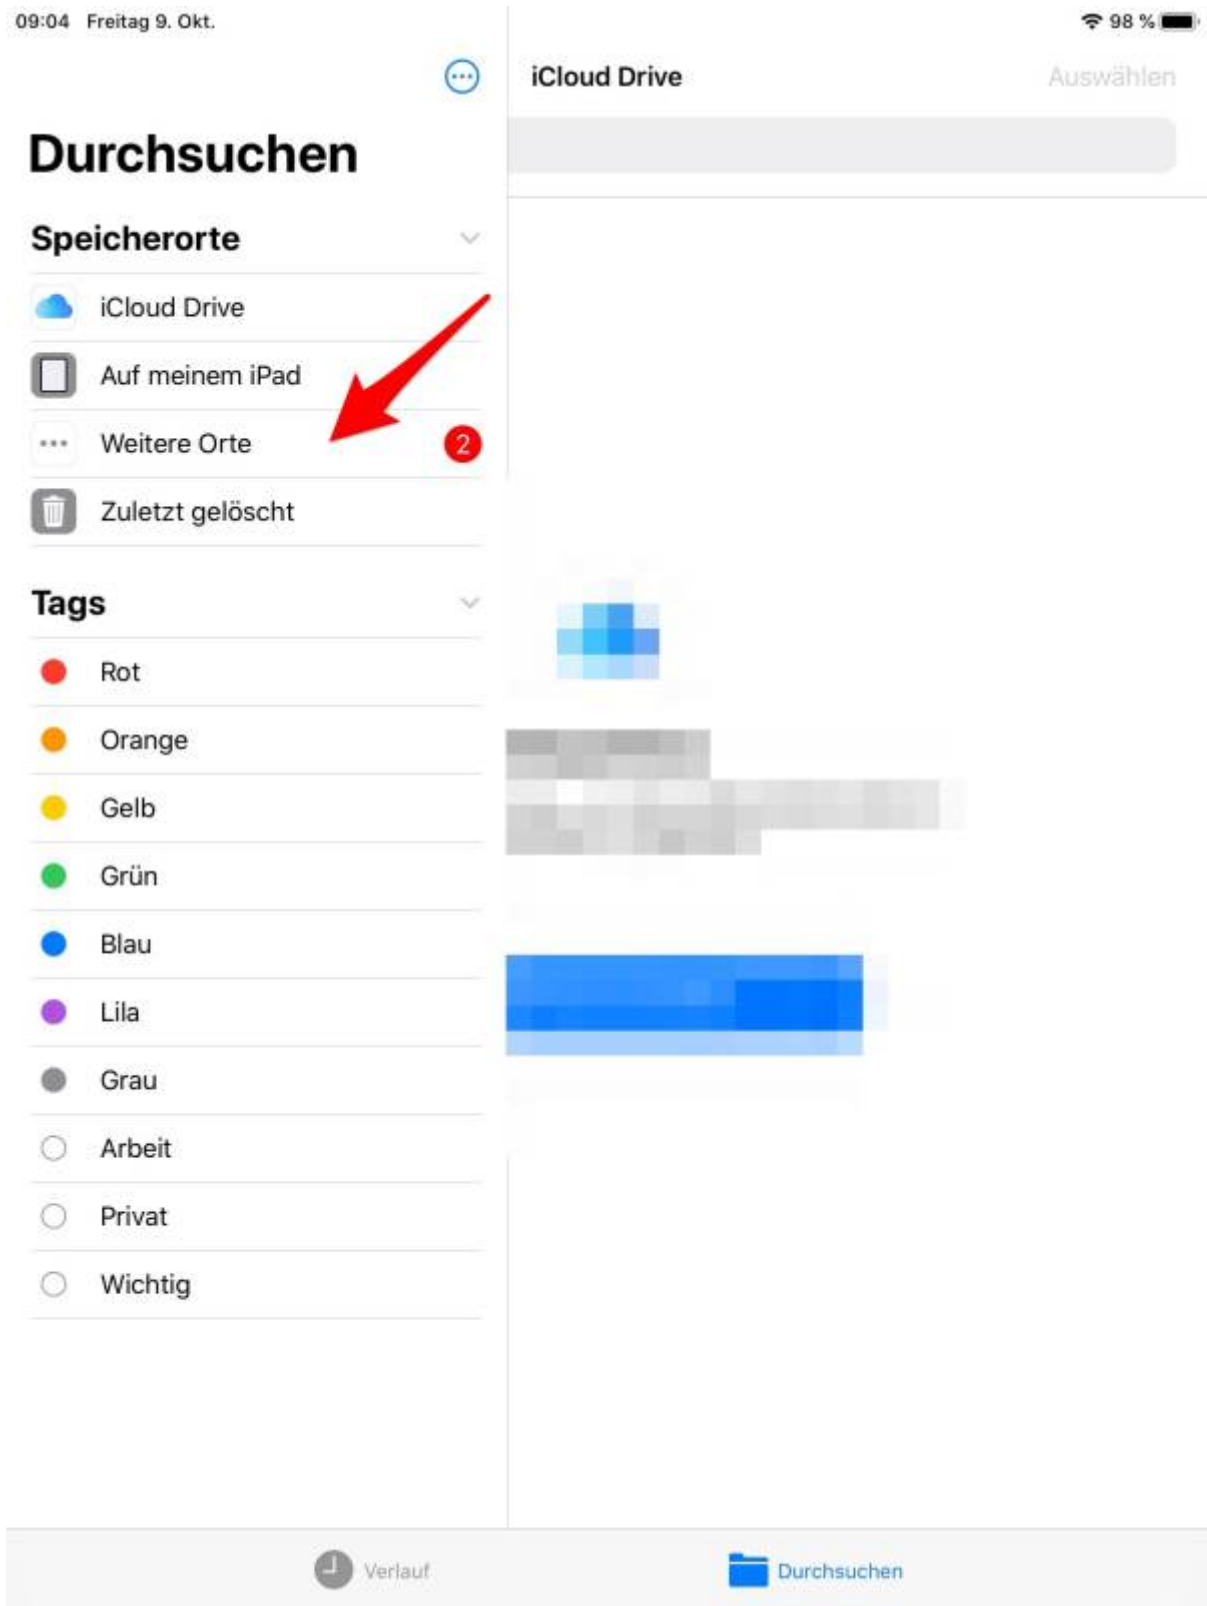 09:04 Freitag 9. Okt.
98 %
iCloud Drive
Auswählen
Durchsuchen
Speicherorte
iCloud Drive
Auf meinem iPad
Weitere Orte
2
Zuletzt gelöscht
Tags
Rot
Orange
Gelb
Grün
Blau
Lila
Grau
Arbeit
Privat
Wichtig
Verlauf
Durchsuchen